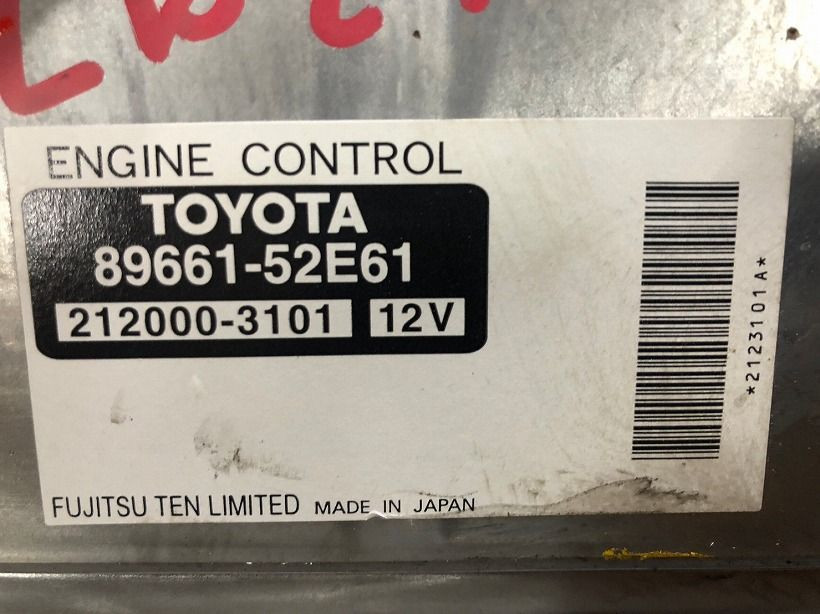 ENGINE CONTROL
TOYOTA
89661-52E61
212000-3101 12V
*2123101A*
FUJITSU TEN LIMITED MADE IN JAPAN